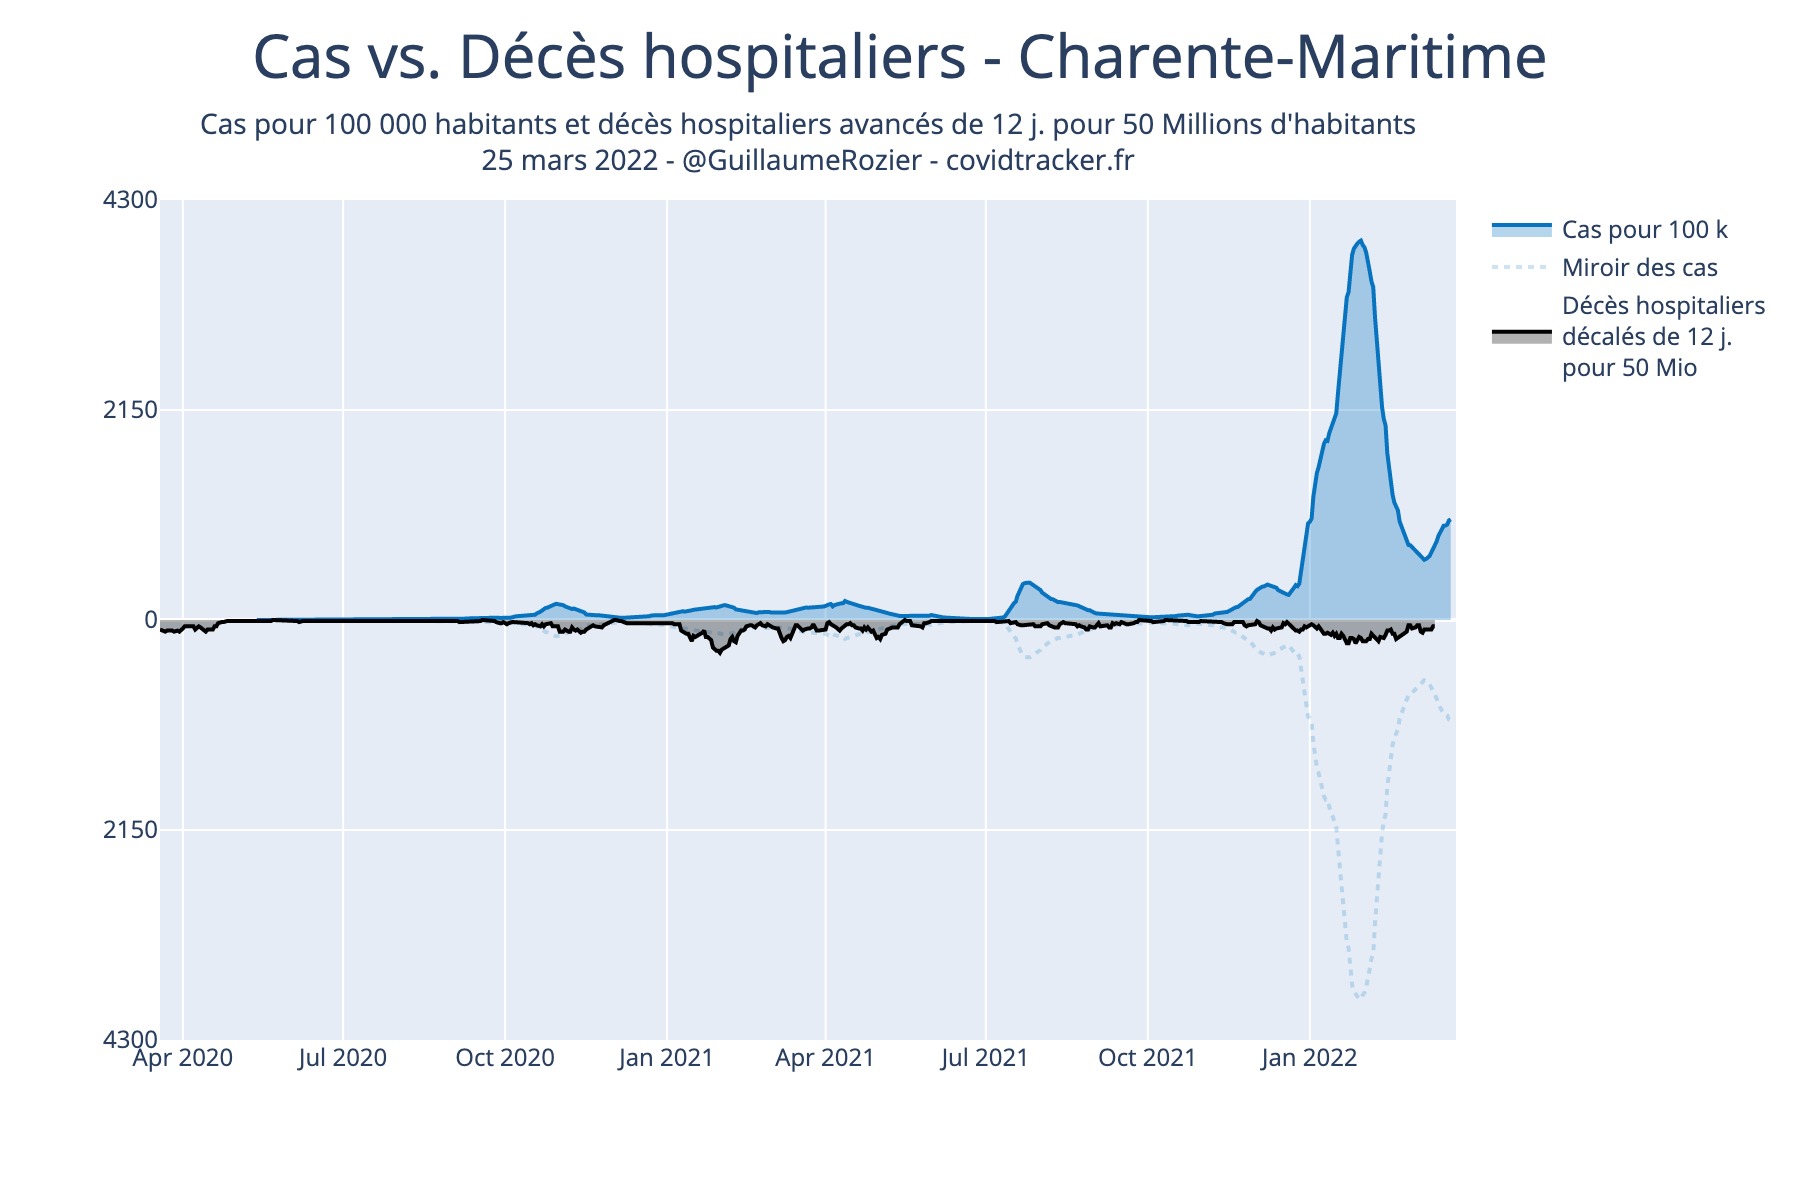 Cas vs. Décès hospitaliers - Charente-Maritime
Cas pour 100 000 habitants et décès hospitaliers avancés de 12 j. pour 50 Millions d'habitants
25 mars 2022 - @GuillaumeRozier - covidtracker.fr
4300
2150
0
2150
4300
Apr 2020
Jul 2020
Oct 2020
Jan 2021
Apr 2021
Jul 2021
Oct 2021
Jan 2022
Cas pour 100 k
Miroir des cas
Décès hospitaliers
décalés de 12 j.
pour 50 Mio